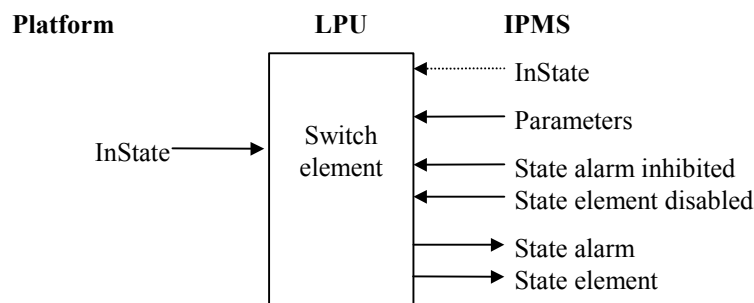 Platform LPU IPMS
InState
Parameters
InState
Switch
element
State alarm inhibited
State element disabled
State alarm
State element